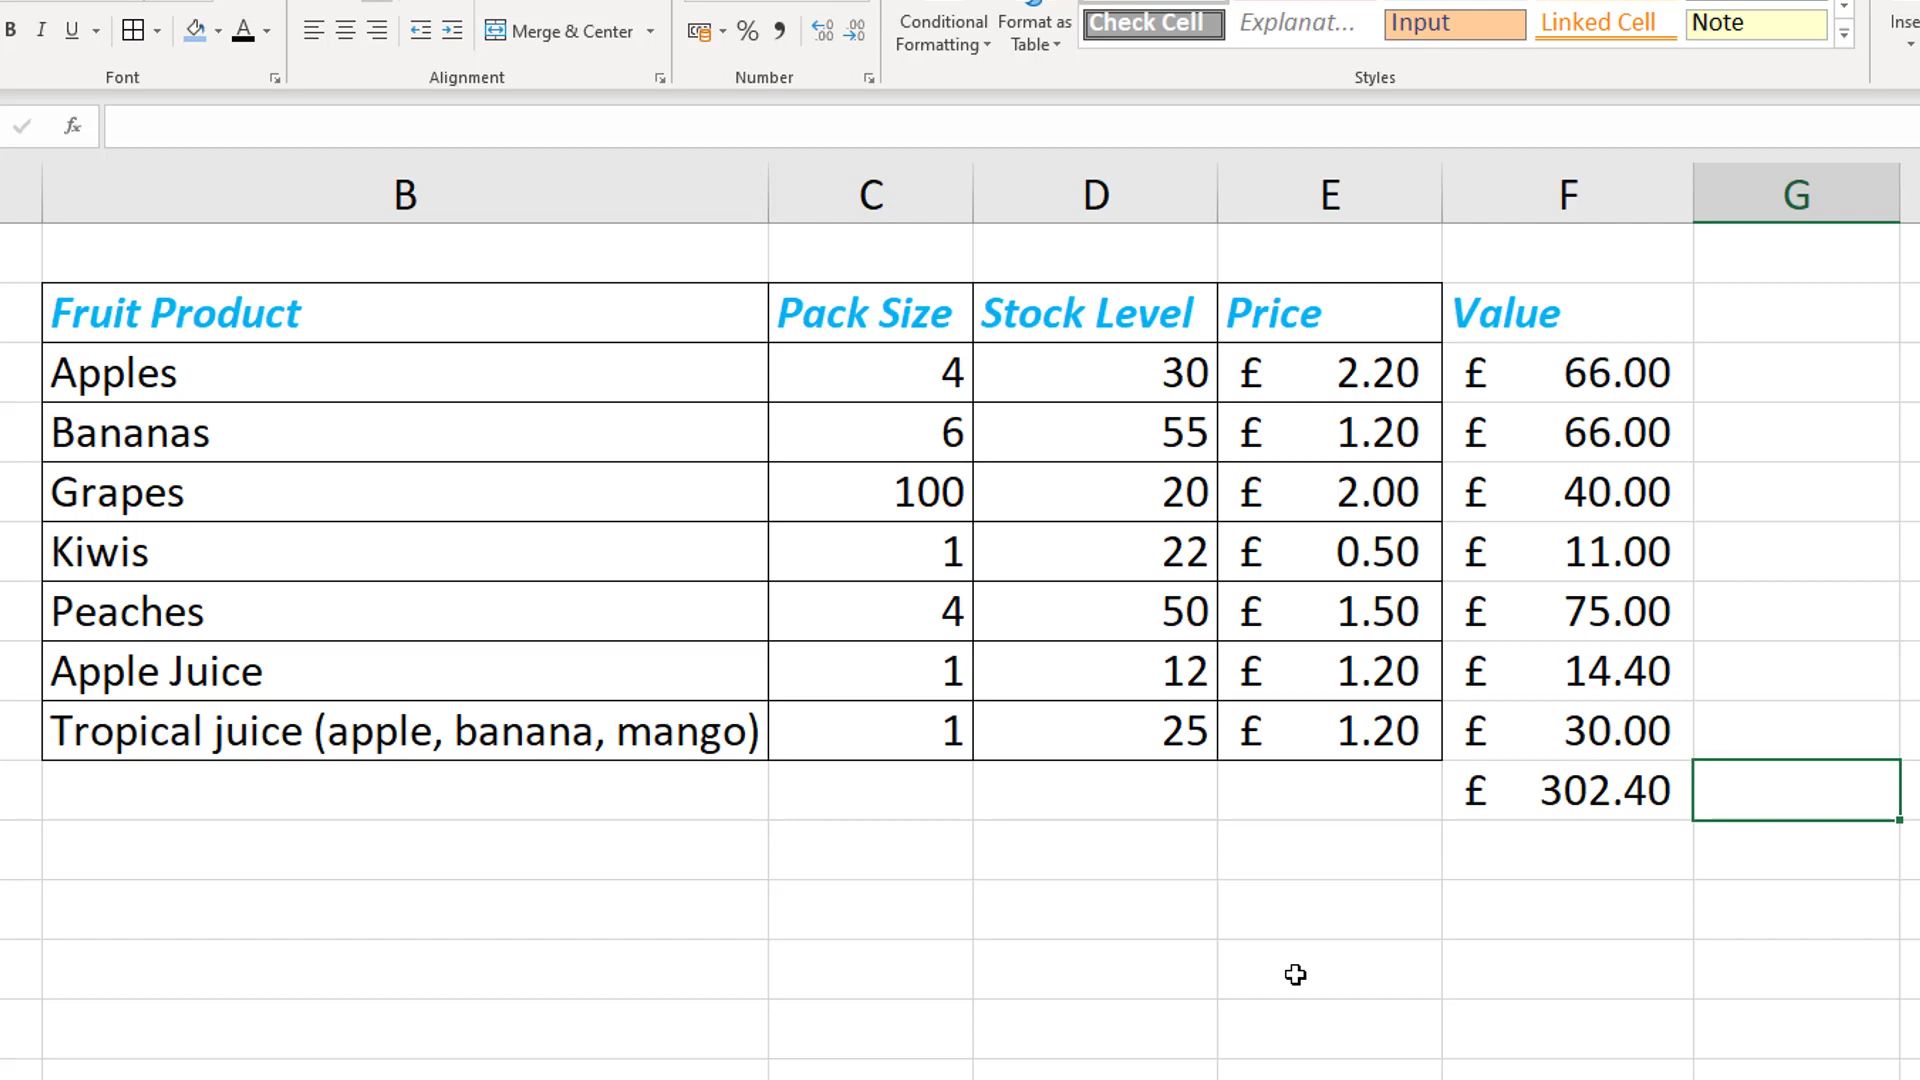 B I U A Merge & Center % Conditional Formatting Format as Table Check Cell Explanat... Input Linked Cell Note Inse
Font Alignment Number Styles
fx
B C D E F G
Fruit Product Pack Size Stock Level Price Value
Apples 4 30 £ 2.20 £ 66.00
Bananas 6 55 £ 1.20 £ 66.00
Grapes 100 20 £ 2.00 £ 40.00
Kiwis 1 22 £ 0.50 £ 11.00
Peaches 4 50 £ 1.50 £ 75.00
Apple Juice 1 12 £ 1.20 £ 14.40
Tropical juice (apple, banana, mango) 1 25 £ 1.20 £ 30.00
£ 302.40